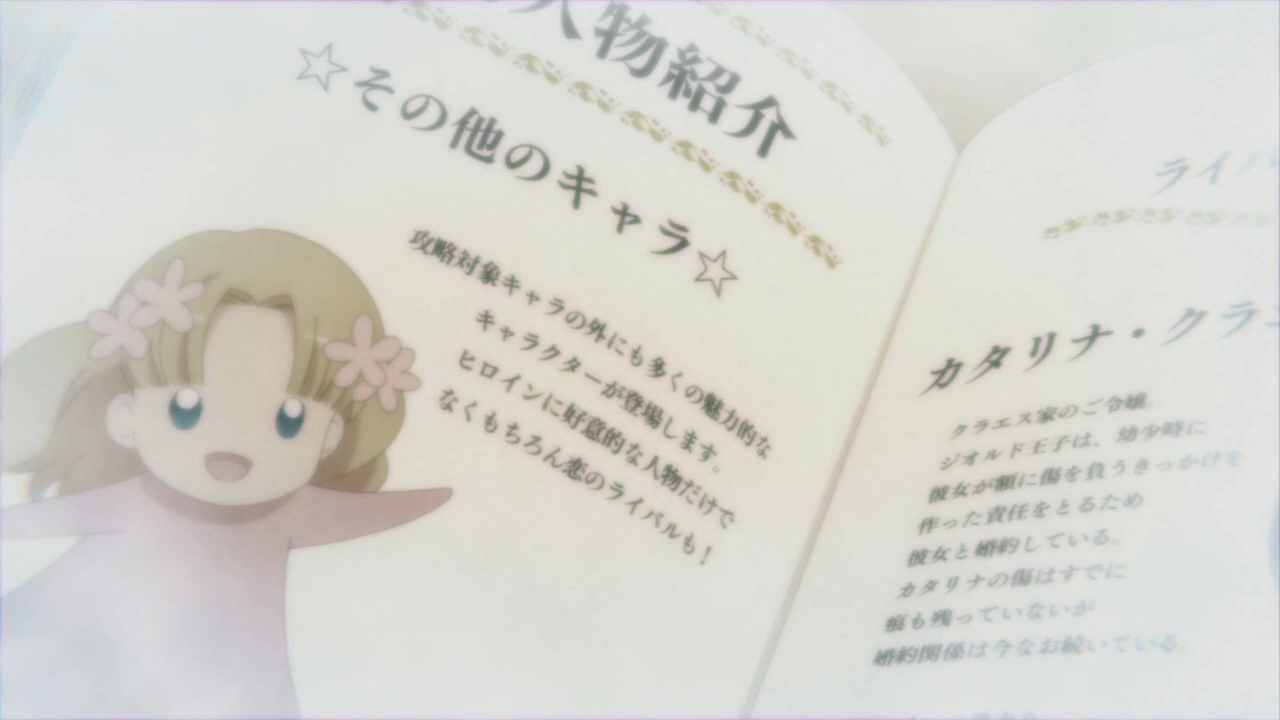 人物紹介
☆その他のキャラ☆
攻略対象キャラの外にも多くの魅力的な
キャラクターが登場します。
ヒロインに好意的な人物だけで
なくもちろん恋のライバルも！
ライバ
カタリナ・クラ
クラエス家のご令嬢。
ジオルド王子は、幼少時に
彼女が額に傷を負うきっかけを
作った責任をとるため
彼女と婚約している。
カタリナの傷はすでに
痕も残っていないが
婚約関係は今なお続いている。